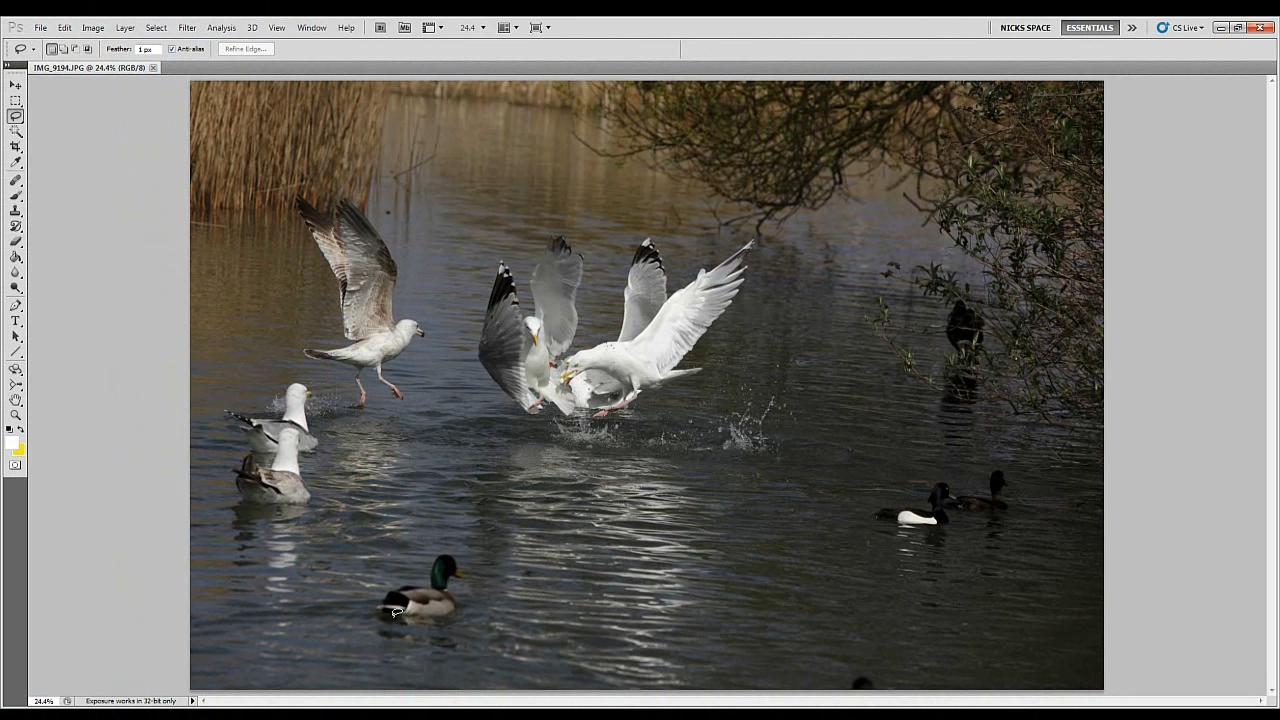 Ps File Edit Image Layer Select Filter Analysis 3D View Window Help Br Mb 24.4 NICKS SPACE ESSENTIALS CS Live
Feather: 1 px Anti-alias Refine Edge...
IMG_9194.JPG @ 24.4% (RGB/8)
T
24.4% Exposure works in 32-bit only